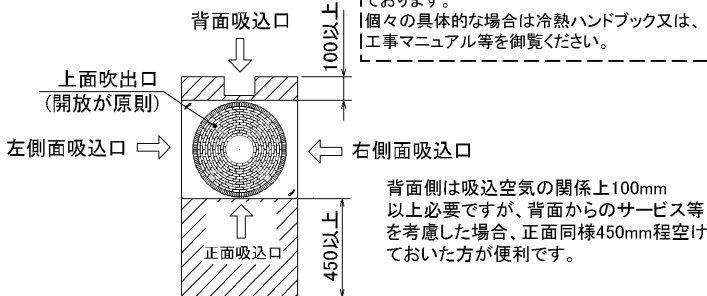 ております。
個々の具体的な場合は冷熱ハンドブック又は、
工事マニュアル等を御覧ください。
背面吸込口
100以上
上面吹出口
(開放が原則)
左側面吸込口
右側面吸込口
正面吸込口
450以上
背面側は吸込空気の関係上100mm
以上必要ですが、背面からのサービス等
を考慮した場合、正面同様450mm程空け
ておいた方が便利です。